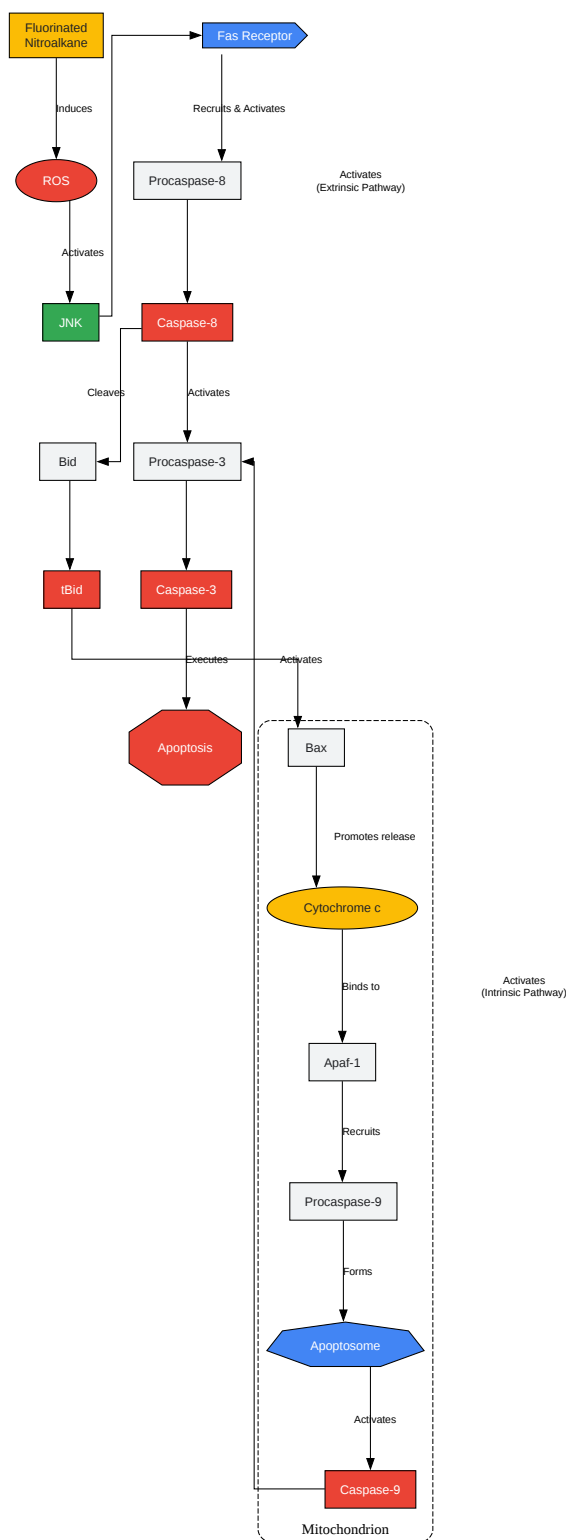 Fluorinated
Nitroalkane
Fas Receptor
Induces
Recruits & Activates
ROS
Procaspase-8
Activates
(Extrinsic Pathway)
Activates
JNK
Caspase-8
Cleaves
Activates
Bid
Procaspase-3
tBid
Caspase-3
Executes
Activates
Apoptosis
Bax
Promotes release
Cytochrome c
Binds to
Activates
(Intrinsic Pathway)
Apaf-1
Recruits
Procaspase-9
Forms
Apoptosome
Activates
Caspase-9
Mitochondrion